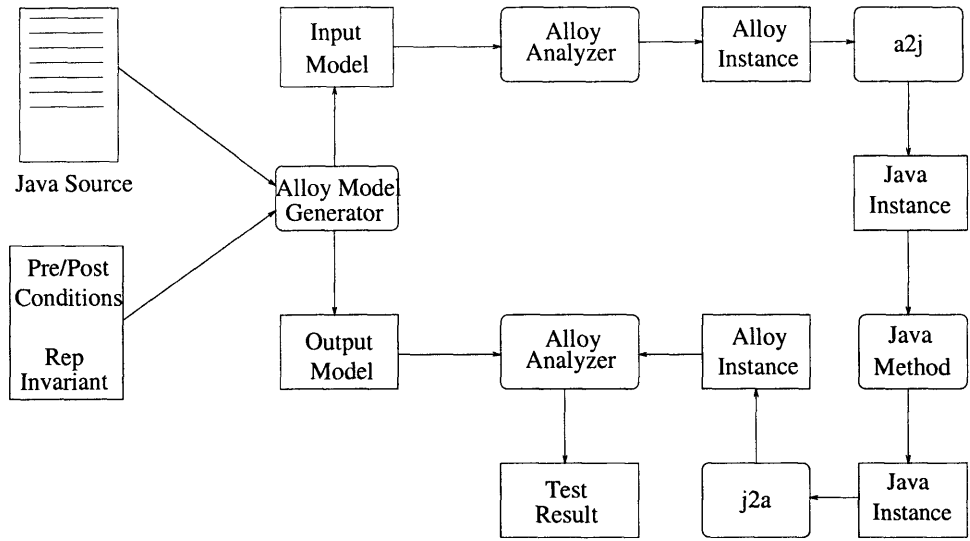 Input
Model
Alloy
Analyzer
Alloy
Instance
a2j
Java Source
Alloy Model
Generator
Java
Instance
Pre/Post
Conditions
Rep
Invariant
Output
Model
Alloy
Analyzer
Alloy
Instance
Java
Method
Test
Result
j2a
Java
Instance